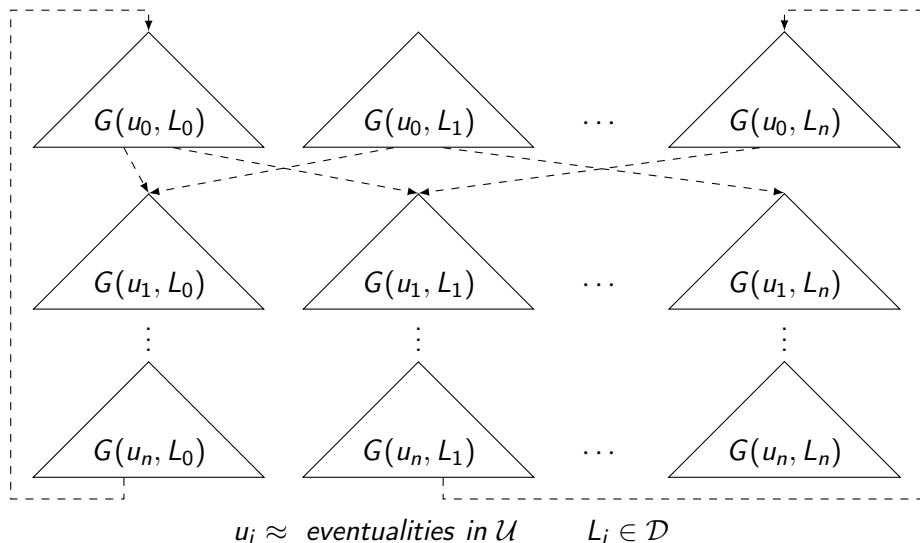 G(u₀, L₀) G(u₀, L₁) ⋯ G(u₀, Lₙ)
G(u₁, L₀) G(u₁, L₁) ⋯ G(u₁, Lₙ)
⋮ ⋮ ⋮
G(uₙ, L₀) G(uₙ, L₁) ⋯ G(uₙ, Lₙ)
uᵢ ≈ eventualities in 𝒰 Lᵢ ∈ 𝒟